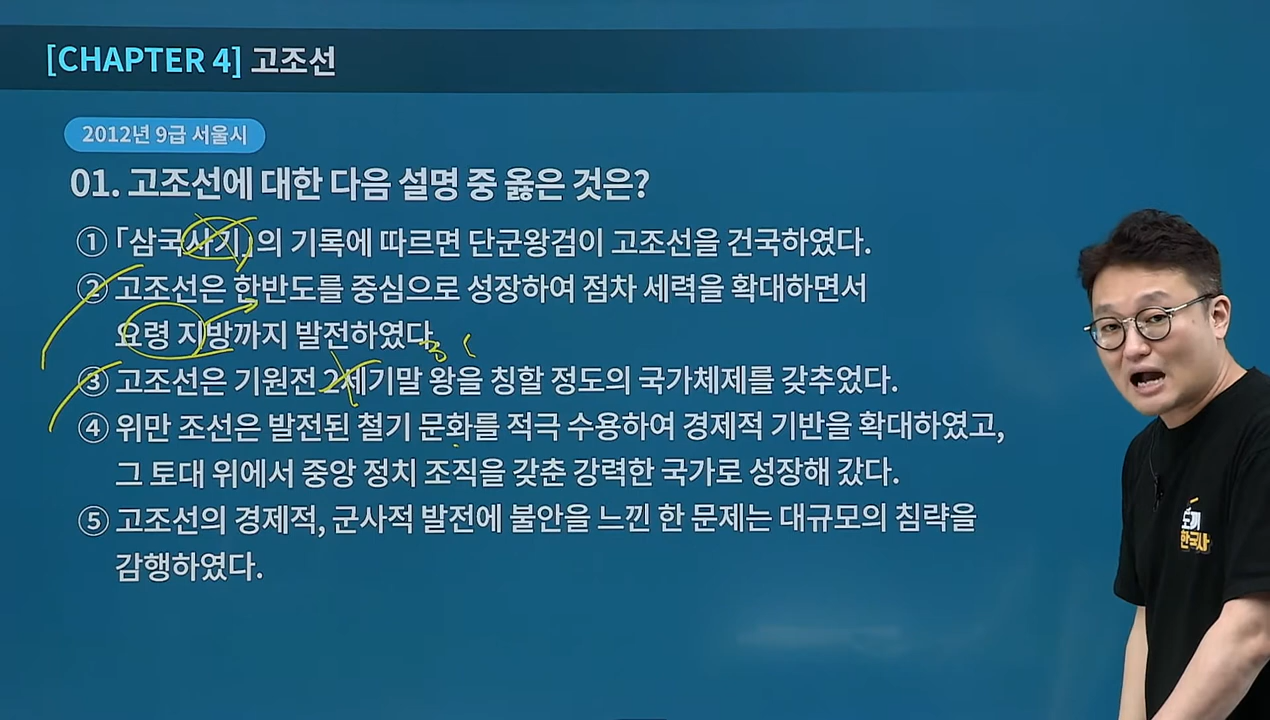 [CHAPTER 4] 고조선
2012년 9급 서울시
01. 고조선에 대한 다음 설명 중 옳은 것은?
① 「삼국사기」의 기록에 따르면 단군왕검이 고조선을 건국하였다.
② 고조선은 한반도를 중심으로 성장하여 점차 세력을 확대하면서
요령 지방까지 발전하였다.
③ 고조선은 기원전 2세기말 왕을 칭할 정도의 국가체제를 갖추었다.
④ 위만 조선은 발전된 철기 문화를 적극 수용하여 경제적 기반을 확대하였고,
그 토대 위에서 중앙 정치 조직을 갖춘 강력한 국가로 성장해 갔다.
⑤ 고조선의 경제적, 군사적 발전에 불안을 느낀 한 문제는 대규모의 침략을
감행하였다.
한국사